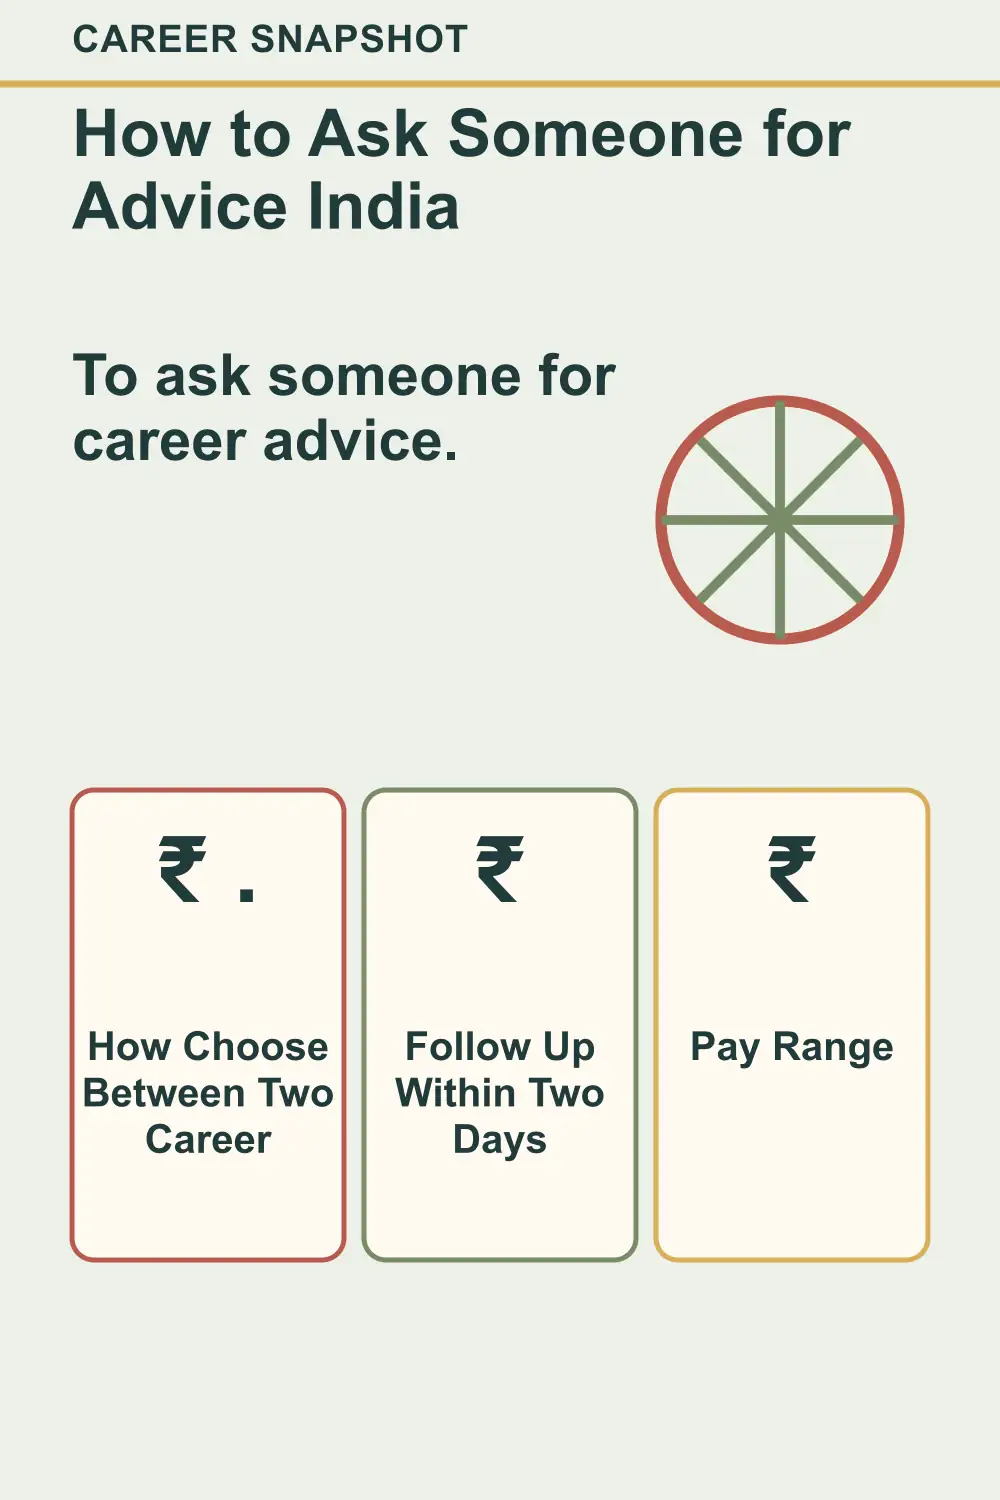 CAREER SNAPSHOT
How to Ask Someone for
Advice India
To ask someone for
career advice.
₹ .
How Choose
Between Two
Career
₹
Follow Up
Within Two
Days
₹
Pay Range